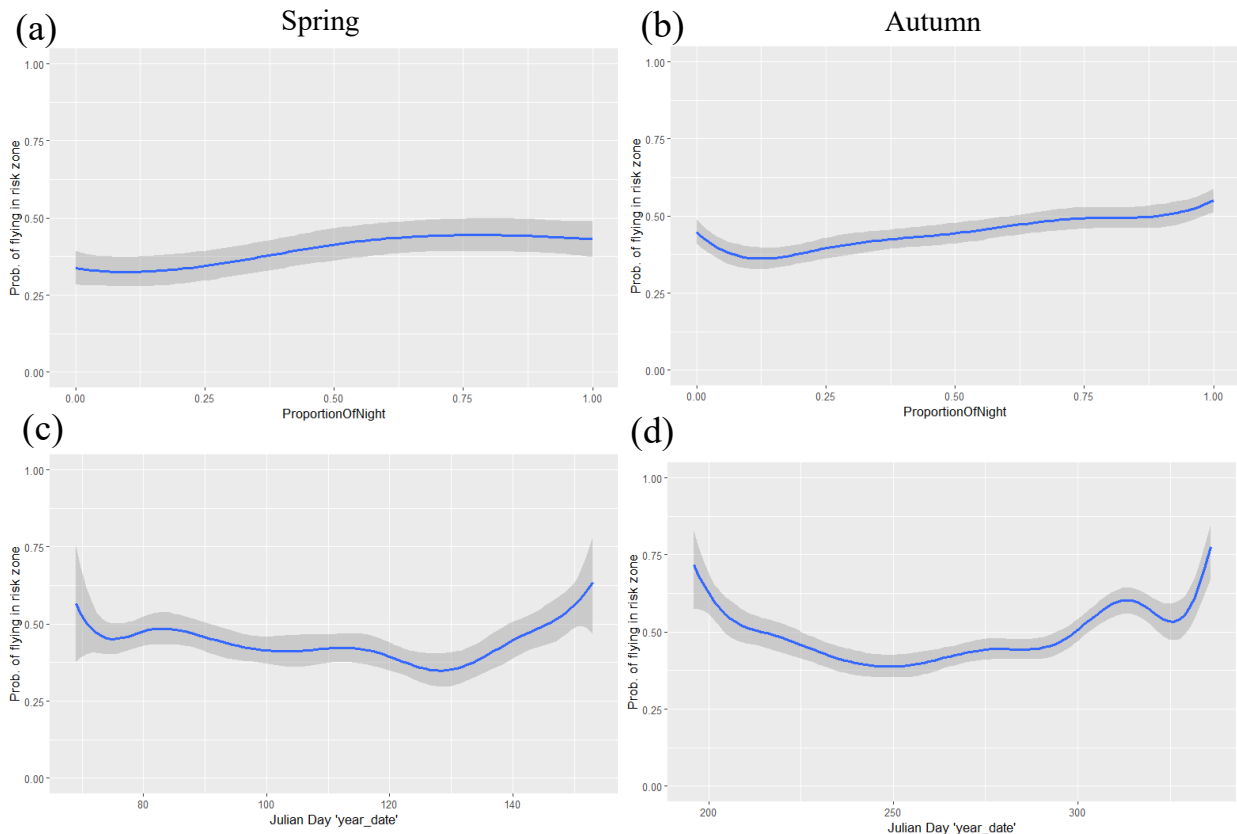 (a) Spring
(b) Autumn
Prob. of flying in risk zone
1.00
0.75
0.50
0.25
0.00
0.00 0.25 0.50 0.75 1.00
ProportionOfNight
Prob. of flying in risk zone
1.00
0.75
0.50
0.25
0.00
0.00 0.25 0.50 0.75 1.00
ProportionOfNight
(c)
Prob. of flying in risk zone
1.00
0.75
0.50
0.25
0.00
80 100 120 140
Julian Day 'year_date'
(d)
Prob. of flying in risk zone
1.00
0.75
0.50
0.25
0.00
200 250 300
Julian Day 'year_date'